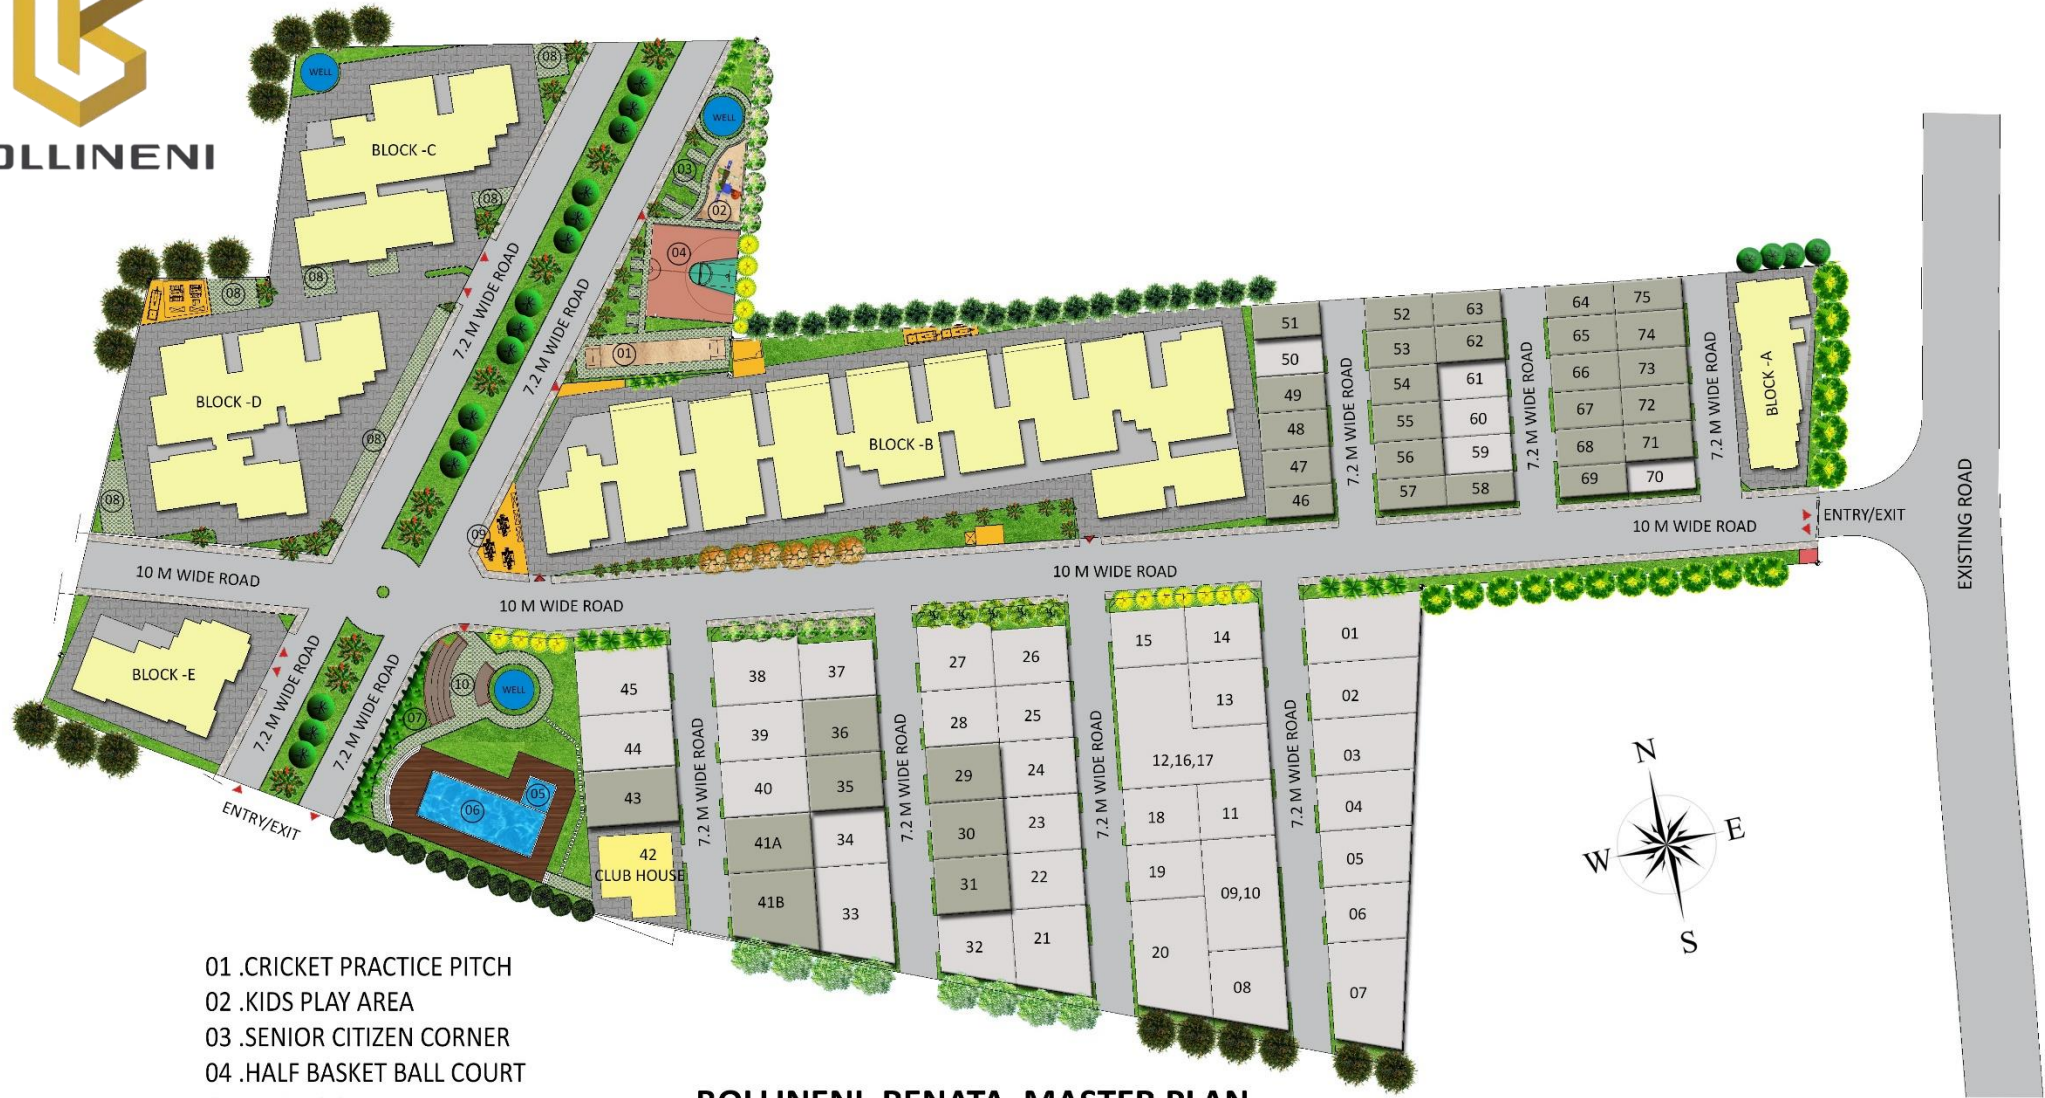 OLLINENI
WELL
08
BLOCK -C
08
08
08
7.2 M WIDE ROAD
7.2 M WIDE ROAD
WELL
03
02
04
01
BLOCK -D
08
08
BLOCK -B
09
51
50
49
48
47
46
7.2 M WIDE ROAD
52
53
54
55
56
57
63
62
61
60
59
58
7.2 M WIDE ROAD
64
65
66
67
68
69
75
74
73
72
71
70
7.2 M WIDE ROAD
BLOCK -A
10 M WIDE ROAD
ENTRY/EXIT
EXISTING ROAD
10 M WIDE ROAD
10 M WIDE ROAD
10 M WIDE ROAD
BLOCK -E
7.2 M WIDE ROAD
7.2 M WIDE ROAD
ENTRY/EXIT
10
WELL
07
06
05
45
44
43
42
CLUB HOUSE
7.2 M WIDE ROAD
38
39
40
41A
41B
37
36
35
34
33
7.2 M WIDE ROAD
27
28
29
30
31
32
26
25
24
23
22
21
7.2 M WIDE ROAD
15
14
13
12,16,17
18
11
19
09,10
20
08
7.2 M WIDE ROAD
01
02
03
04
05
06
07
N
E
W
S
01 .CRICKET PRACTICE PITCH
02 .KIDS PLAY AREA
03 .SENIOR CITIZEN CORNER
04 .HALF BASKET BALL COURT
BOLLINENI RENATA MASTER PLAN